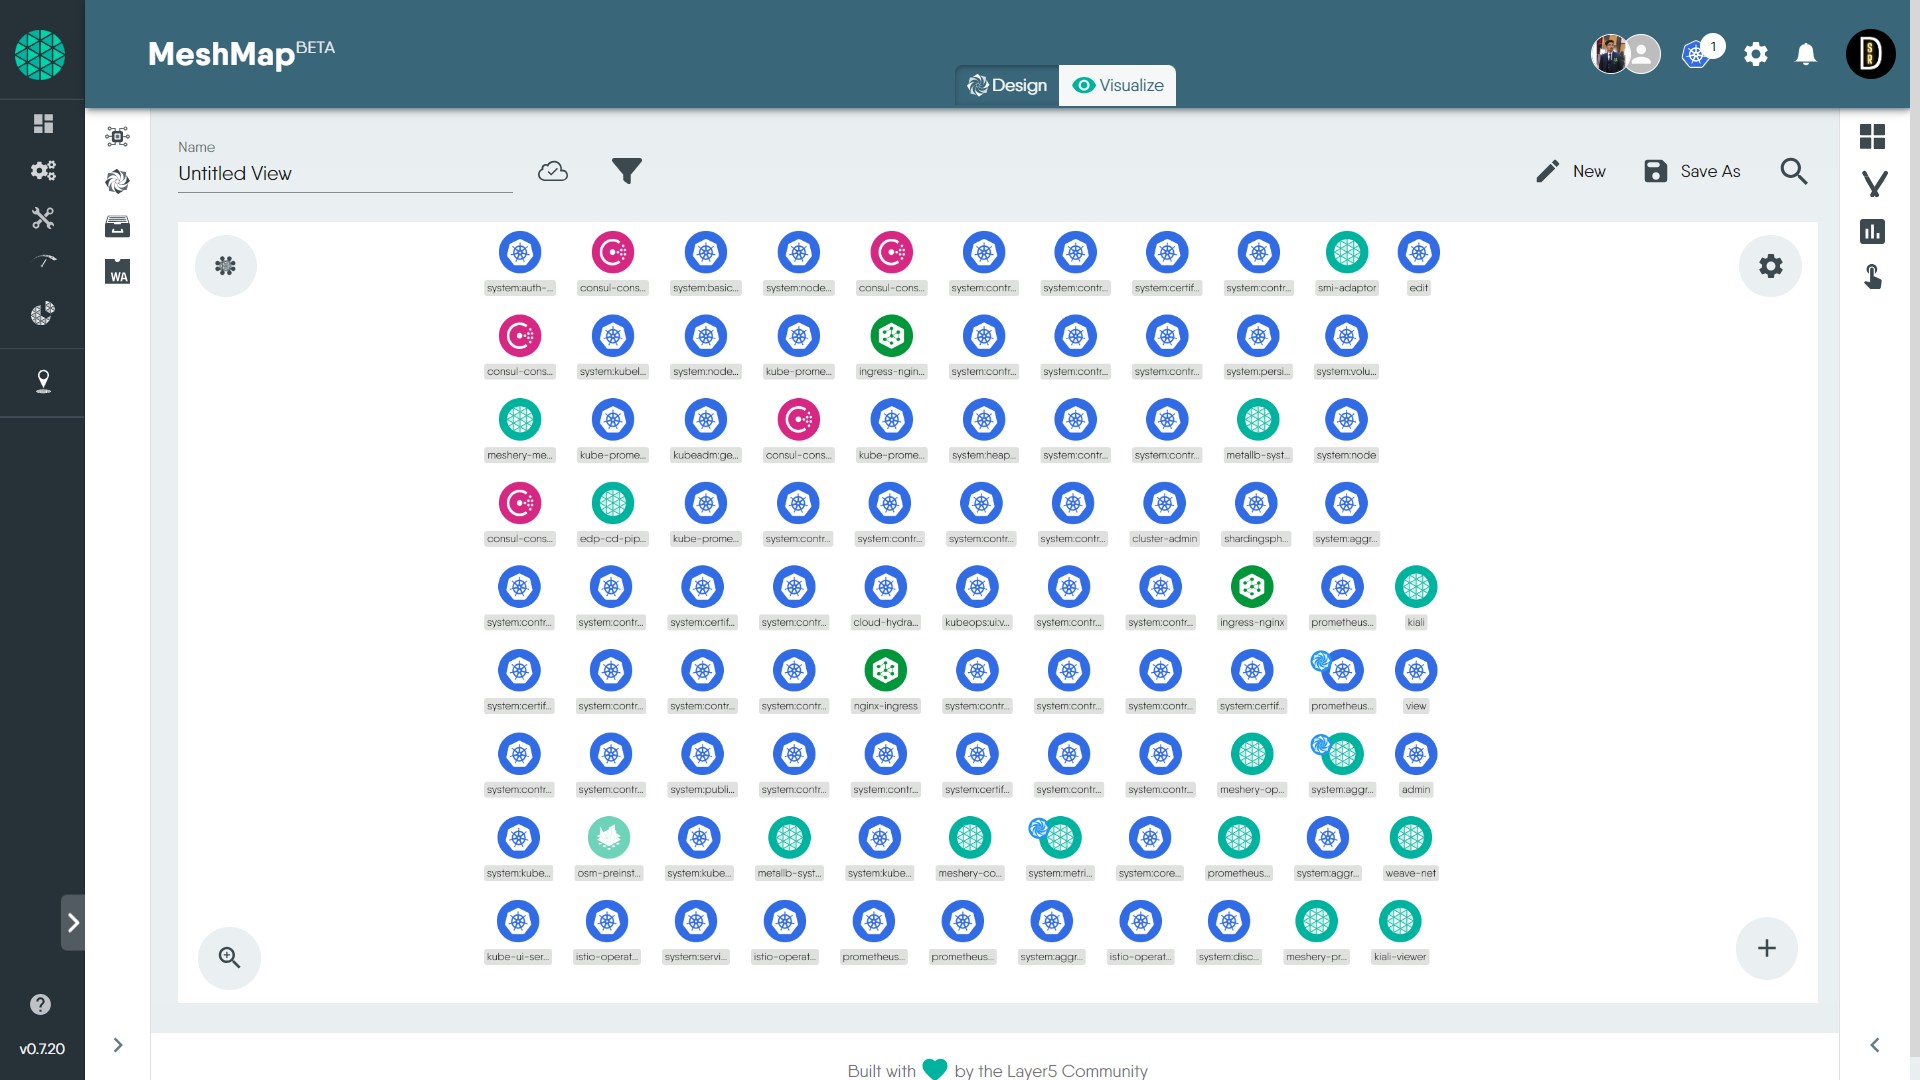 MeshMap BETA
1
Design
Visualize
Name
Untitled View
New
Save As
WA
system:auth-... consul-cons... system:basic... system:node... consul-cons... system:contr... system:contr... system:certif... system:contr... smi-adaptor edit
consul-cons... system:kubel... system:node... kube-prome... ingress-ngin... system:contr... system:contr... system:contr... system:persi... system:volu...
meshery-me... kube-prome... kubeadm:ge... consul-cons... kube-prome... system:heap... system:contr... system:contr... metallb-syst... system:node
consul-cons... edp-cd-pip... kube-prome... system:contr... system:contr... system:contr... system:contr... cluster-admin shardingsph... system:aggr...
system:contr... system:contr... system:certif... system:contr... cloud-hydra... kubeops:ui:v... system:contr... system:contr... ingress-nginx prometheus... kiali
system:certif... system:contr... system:contr... system:contr... nginx-ingress system:contr... system:contr... system:contr... system:certif... prometheus... view
system:contr... system:contr... system:publi... system:contr... system:contr... system:certif... system:contr... system:contr... meshery-op... system:aggr... admin
system:kube... osm-preinst... system:kube... metallb-syst... system:kube... meshery-co... system:metri... system:core... prometheus... system:aggr... weave-net
kube-ui-ser... istio-operat... system:servi... istio-operat... prometheus... prometheus... system:aggr... istio-operat... system:disc... meshery-pr... kiali-viewer
v0.7.20
Built with by the Layer5 Community